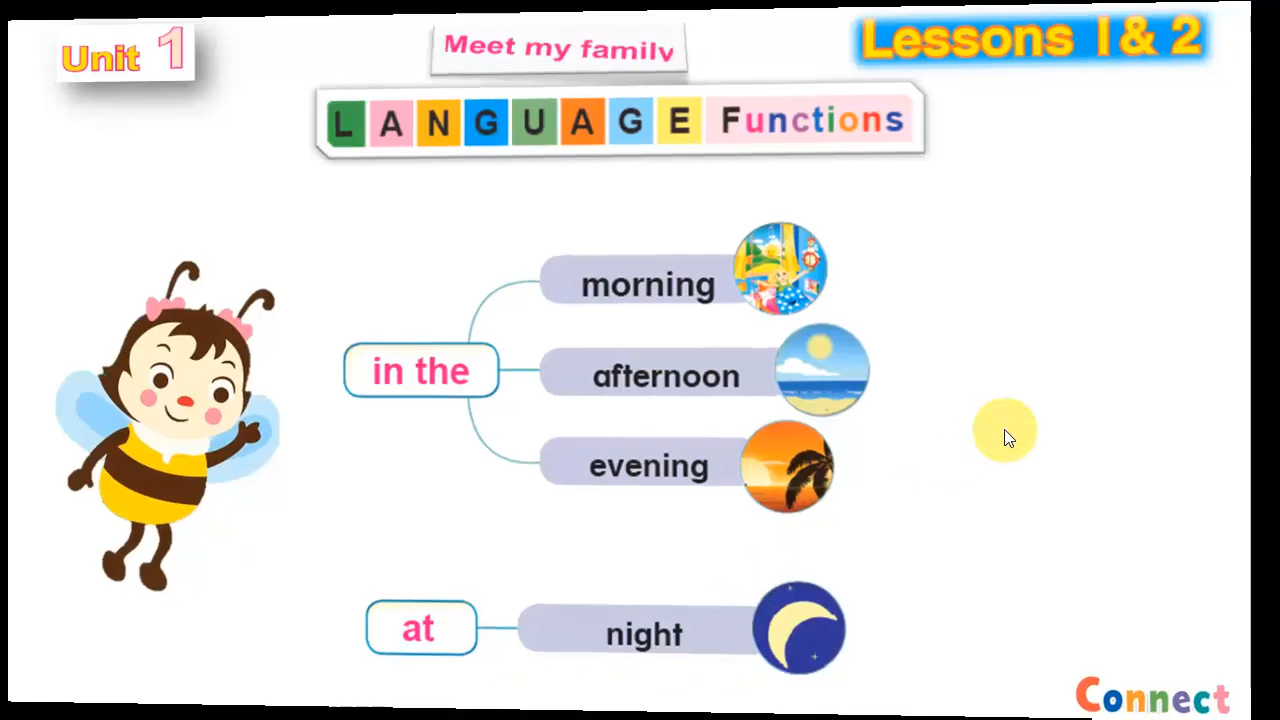 Unit 1
Meet my family
Lessons 1 & 2
LANGUAGE Functions
morning
in the
afternoon
evening
at
night
Connect